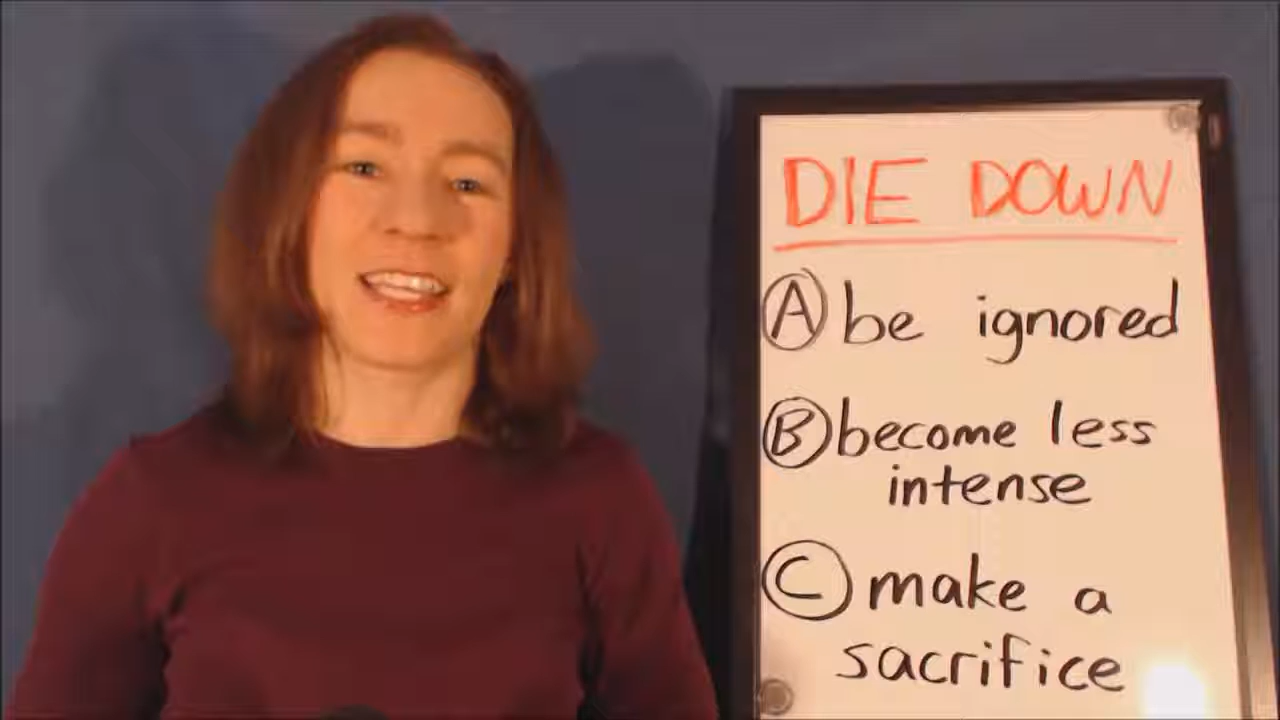 DIE DOWN
A be ignored
B become less
intense
C make a
sacrifice